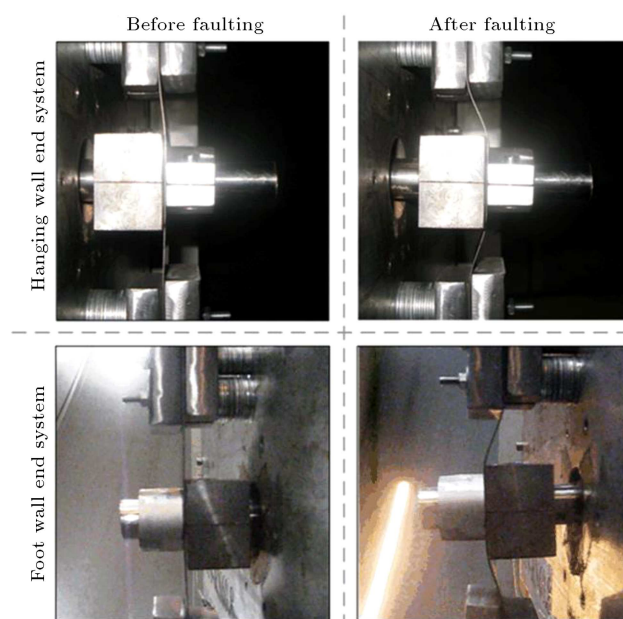 Before faulting
After faulting
Hanging wall end system
Foot wall end system